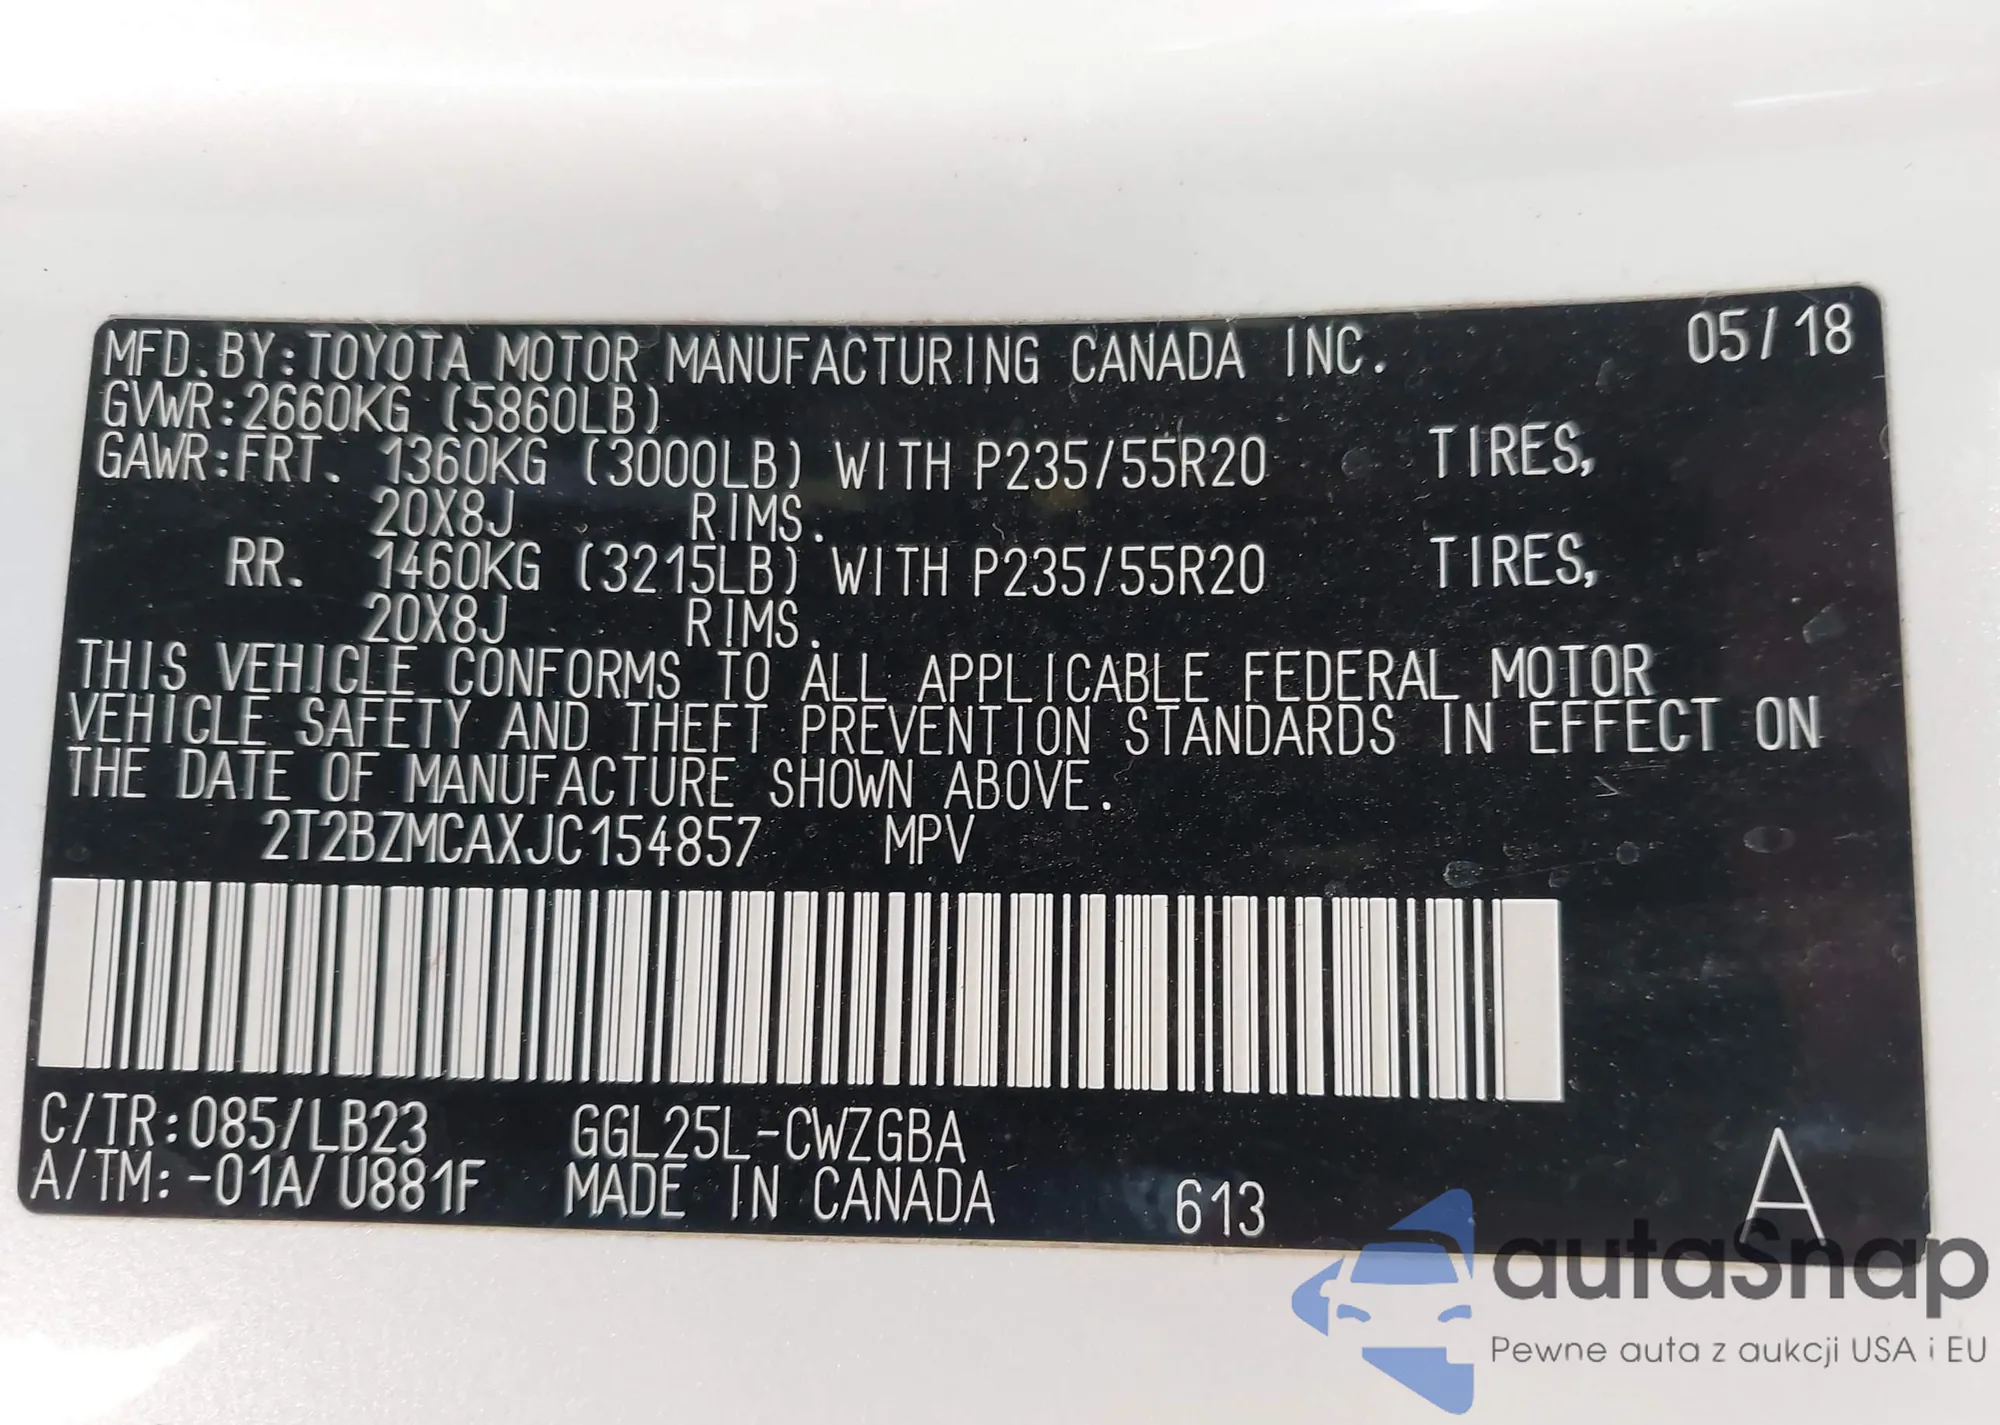 MFD. BY: TOYOTA MOTOR MANUFACTURING CANADA INC. 05/18
GVWR: 2660KG (5860LB)
GAWR: FRT. 1360KG (3000LB) WITH P235/55R20 TIRES,
20X8J RIMS.
RR. 1460KG (3215LB) WITH P235/55R20 TIRES,
20X8J RIMS.
THIS VEHICLE CONFORMS TO ALL APPLICABLE FEDERAL MOTOR
VEHICLE SAFETY AND THEFT PREVENTION STANDARDS IN EFFECT ON
THE DATE OF MANUFACTURE SHOWN ABOVE.
2T2BZMCAXJC154857 MPV
C/TR: 085/LB23 GGL25L-CWZGBA
A/TM: -01A/U881F MADE IN CANADA 613 A
autaSnap
Pewne auta z aukcji USA i EU